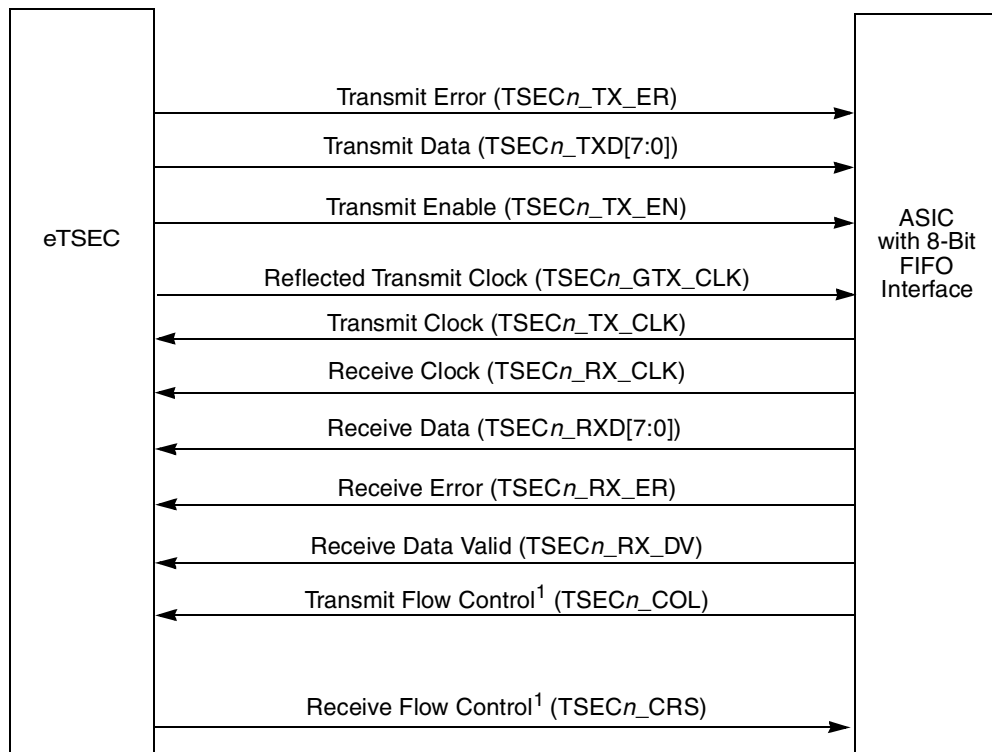 Transmit Error (TSECn_TX_ER)
Transmit Data (TSECn_TXD[7:0])
Transmit Enable (TSECn_TX_EN)
eTSEC
ASIC
with 8-Bit
FIFO
Interface
Reflected Transmit Clock (TSECn_GTX_CLK)
Transmit Clock (TSECn_TX_CLK)
Receive Clock (TSECn_RX_CLK)
Receive Data (TSECn_RXD[7:0])
Receive Error (TSECn_RX_ER)
Receive Data Valid (TSECn_RX_DV)
Transmit Flow Control¹ (TSECn_COL)
Receive Flow Control¹ (TSECn_CRS)